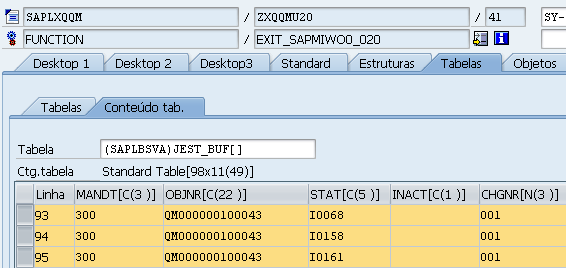 SAPLXQQM / ZXQQMU20 / 41 SY-
FUNCTION / EXIT_SAPMIWO0_020
Desktop 1 Desktop 2 Desktop3 Standard Estruturas Tabelas Objetos
Tabelas Conteúdo tab.
Tabela (SAPLBSVA)JEST_BUF[]
Ctg.tabela Standard Table[98x11(49)]
Linha MANDT[C(3 )] OBJNR[C(22 )] STAT[C(5 )] INACT[C(1 )] CHGNR[N(3 )]
93 300 QM000000100043 I0068 001
94 300 QM000000100043 I0158 001
95 300 QM000000100043 I0161 001